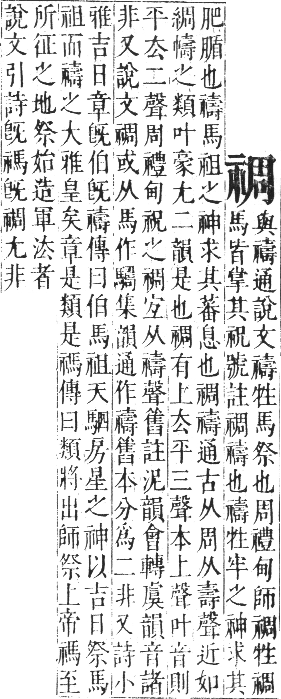 禂
與禱通說文禱牲馬祭也周禮甸師禂牲禂
馬皆掌其祝號註禂禱也禱牲牢之神求其
肥腯也禱馬祖之神求其蕃息也禂禱通古从周从壽聲近如
綢幬之類叶豪尤二韻是也禂有上去平三聲本上聲叶音則
平去二聲周禮甸祝之禂宜从禱聲舊註泥韻會轉虞韻音諸
非又說文禂或从馬作集韻通作禱舊本分爲二非又詩小
雅吉日章旣伯旣禱傳曰伯馬祖天駟房星之神以吉日祭馬
祖而禱之大雅皇矣章是類是禡傳曰類將出師祭上帝禡至
所征之地祭始造軍法者
說文引詩旣禡旣禂尤非